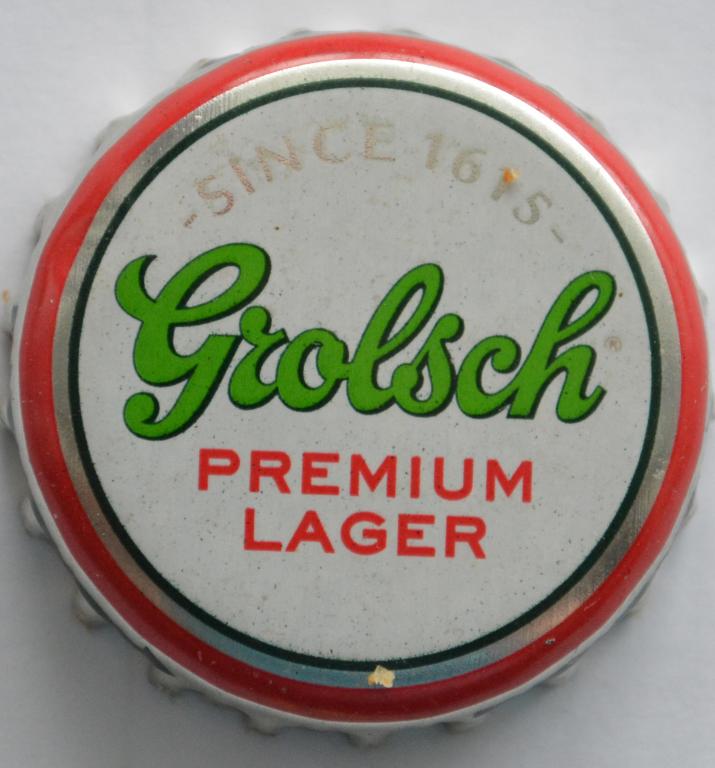 -SINCE 1615-
Grolsch®
PREMIUM
LAGER